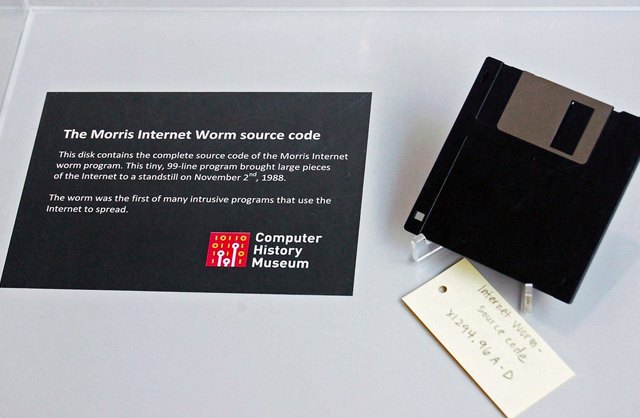 The Morris Internet Worm source code
This disk contains the complete source code of the Morris Internet
worm program. This tiny, 99-line program brought large pieces
of the Internet to a standstill on November 2nd, 1988.
The worm was the first of many intrusive programs that use the
Internet to spread.
Computer
History
Museum
Internet Worm-
source code
X1294.96 A-D